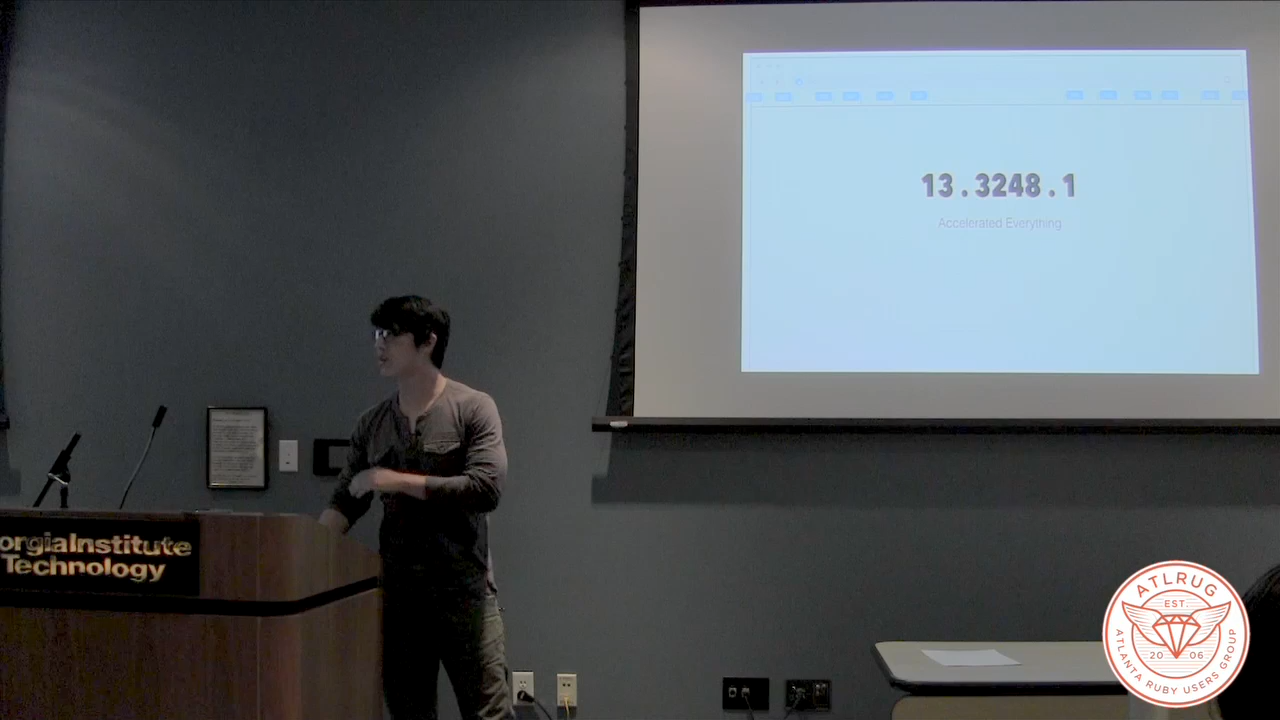 13.3248.1
Accelerated Everything
orgiaInstitute
Technology
ATLRUG
EST.
20 06
ATLANTA RUBY USERS GROUP